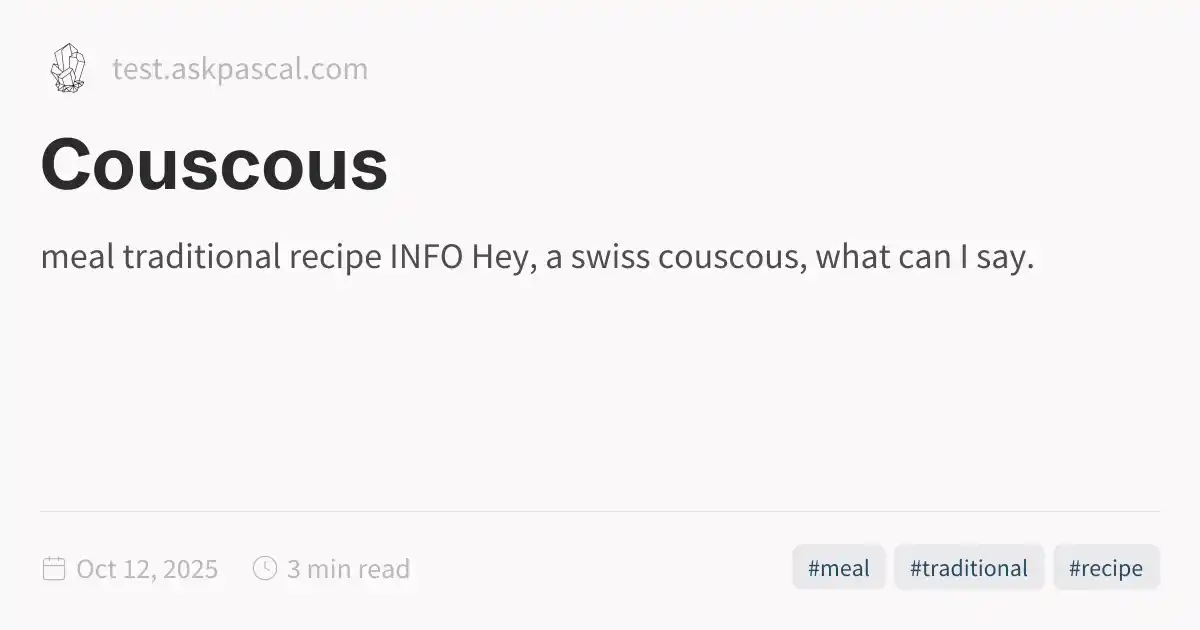 test.askpascal.com
Couscous
meal traditional recipe INFO Hey, a swiss couscous, what can I say.
Oct 12, 2025 3 min read #meal #traditional #recipe